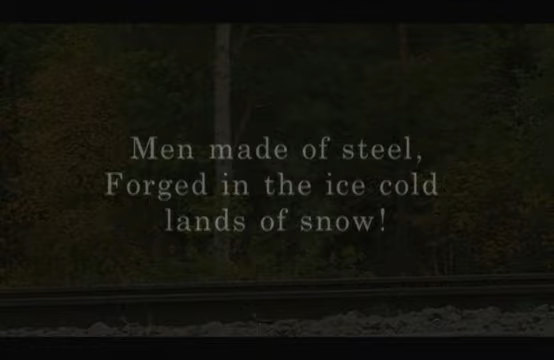 Men made of steel,
Forged in the ice cold
lands of snow!